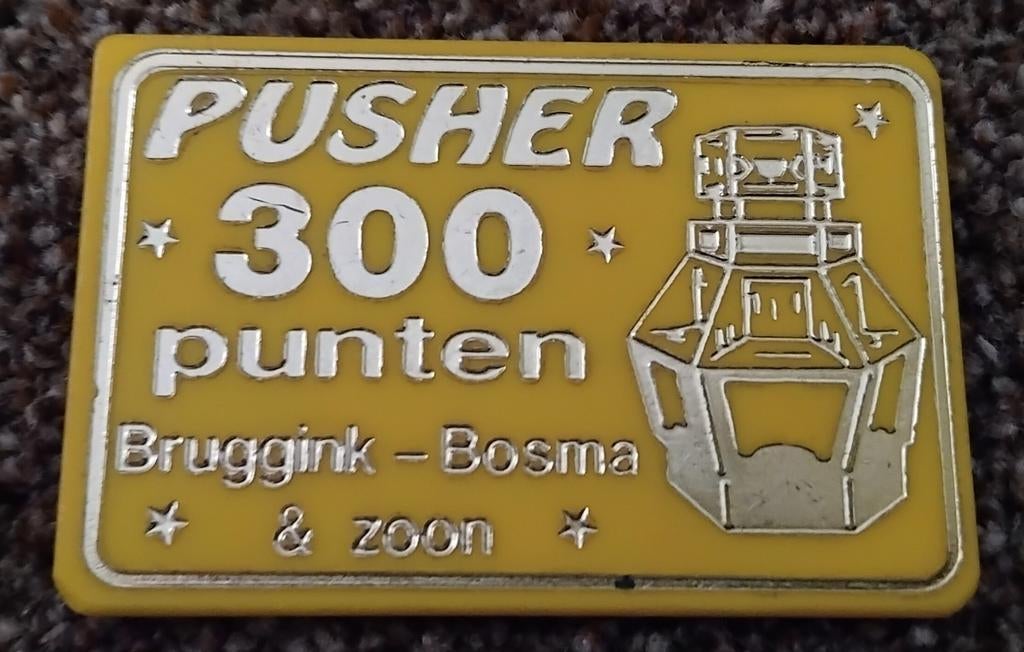 PUSHER
300
punten
Bruggink – Bosma
& zoon